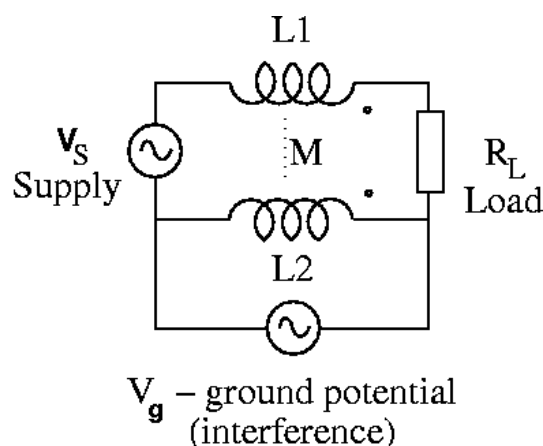 L1
V_S
Supply
M
R_L
Load
L2
V_g – ground potential
(interference)